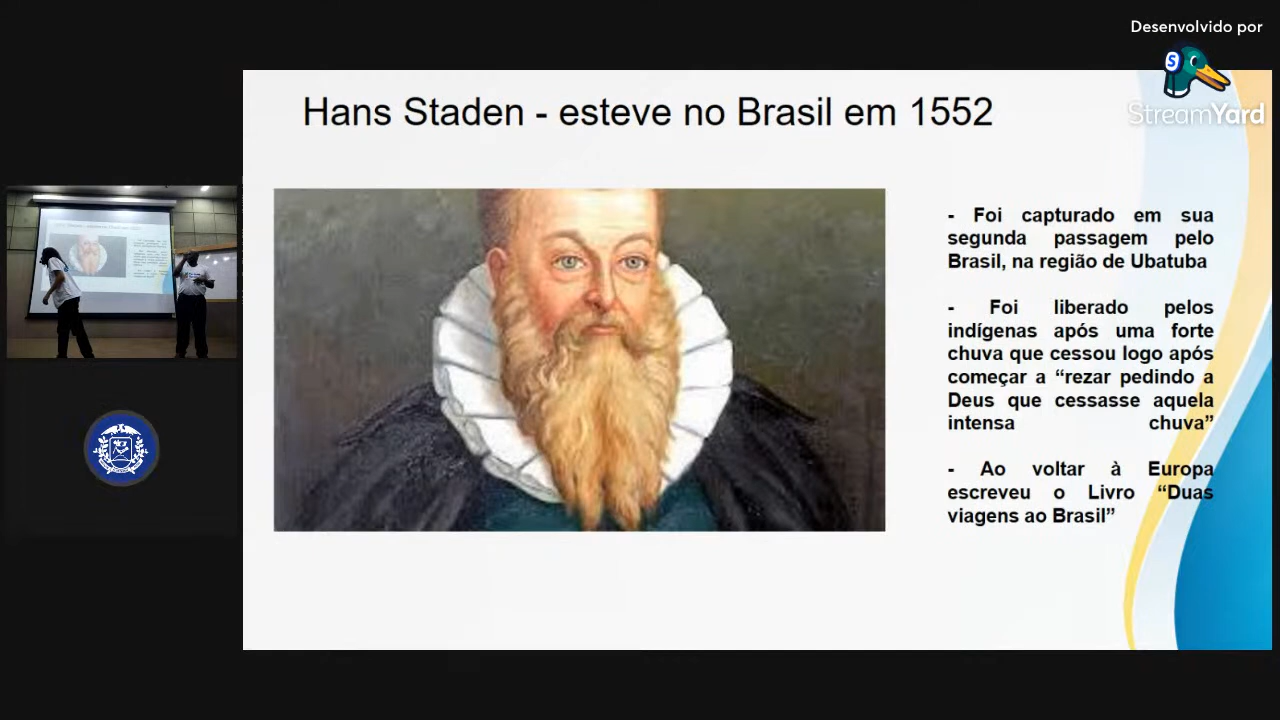 Desenvolvido por
StreamYard
Hans Staden - esteve no Brasil em 1552
- Foi capturado em sua
segunda passagem pelo
Brasil, na região de Ubatuba
- Foi liberado pelos
indígenas após uma forte
chuva que cessou logo após
começar a “rezar pedindo a
Deus que cessasse aquela
intensa chuva”
- Ao voltar à Europa
escreveu o Livro “Duas
viagens ao Brasil”